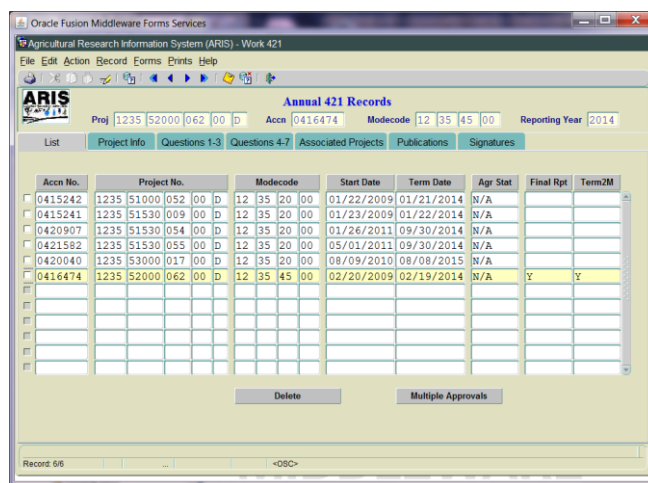 Oracle Fusion Middleware Forms Services
Agricultural Research Information System (ARIS) - Work 421
File Edit Action Record Forms Prints Help
ARIS
Annual 421 Records
Proj 1235 52000 062 00 D Accn 0416474 Modecode 12 35 45 00 Reporting Year 2014
List Project Info Questions 1-3 Questions 4-7 Associated Projects Publications Signatures
Accn No. Project No. Modecode Start Date Term Date Agr Stat Final Rpt Term2M
0415242 1235 51000 052 00 D 12 35 20 00 01/22/2009 01/21/2014 N/A
0415241 1235 51530 009 00 D 12 35 20 00 01/23/2009 01/22/2014 N/A
0420907 1235 51530 054 00 D 12 35 20 00 01/26/2011 09/30/2014 N/A
0421582 1235 51530 055 00 D 12 35 20 00 05/01/2011 09/30/2014 N/A
0420040 1235 53000 017 00 D 12 35 20 00 08/09/2010 08/08/2015 N/A
0416474 1235 52000 062 00 D 12 35 45 00 02/20/2009 02/19/2014 N/A Y Y
Delete Multiple Approvals
Record: 6/6 ... <OSC>